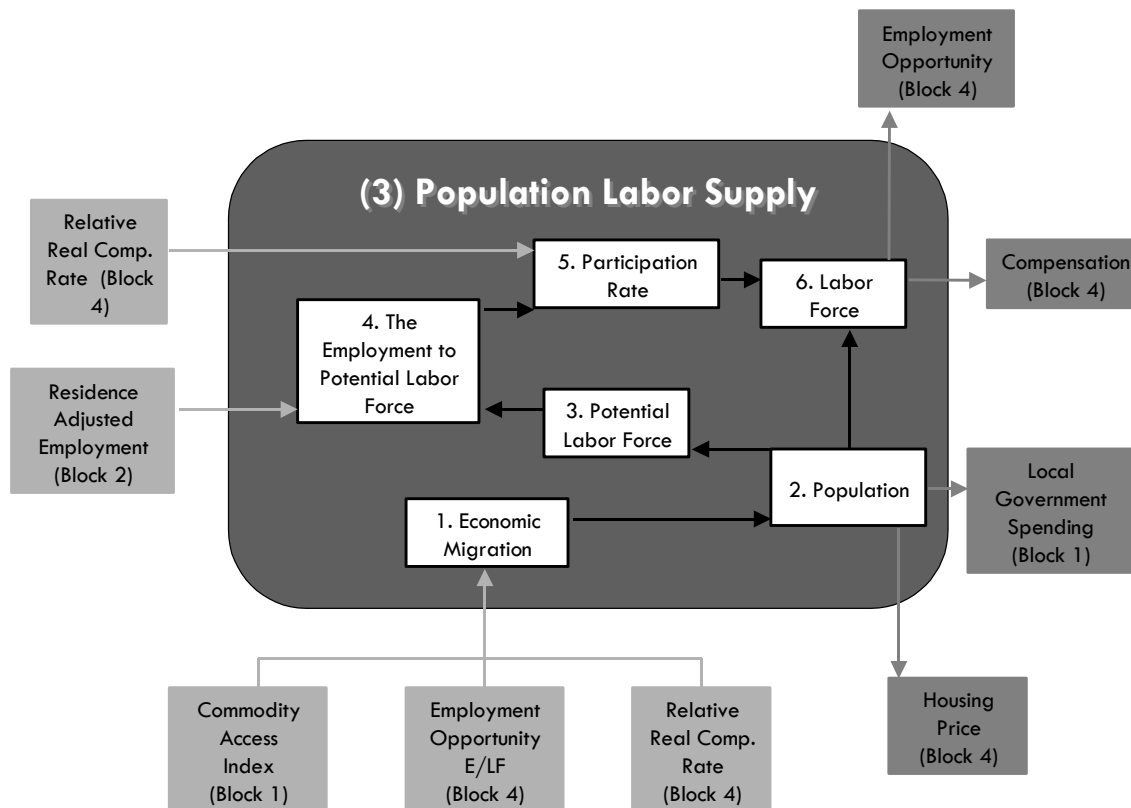 Employment
Opportunity
(Block 4)
(3) Population Labor Supply
Relative
Real Comp.
Rate (Block
4)
5. Participation
Rate
6. Labor
Force
Compensation
(Block 4)
4. The
Employment to
Potential Labor
Force
Residence
Adjusted
Employment
(Block 2)
3. Potential
Labor Force
2. Population
Local
Government
Spending
(Block 1)
1. Economic
Migration
Commodity
Access
Index
(Block 1)
Employment
Opportunity
E/LF
(Block 4)
Relative
Real Comp.
Rate
(Block 4)
Housing
Price
(Block 4)